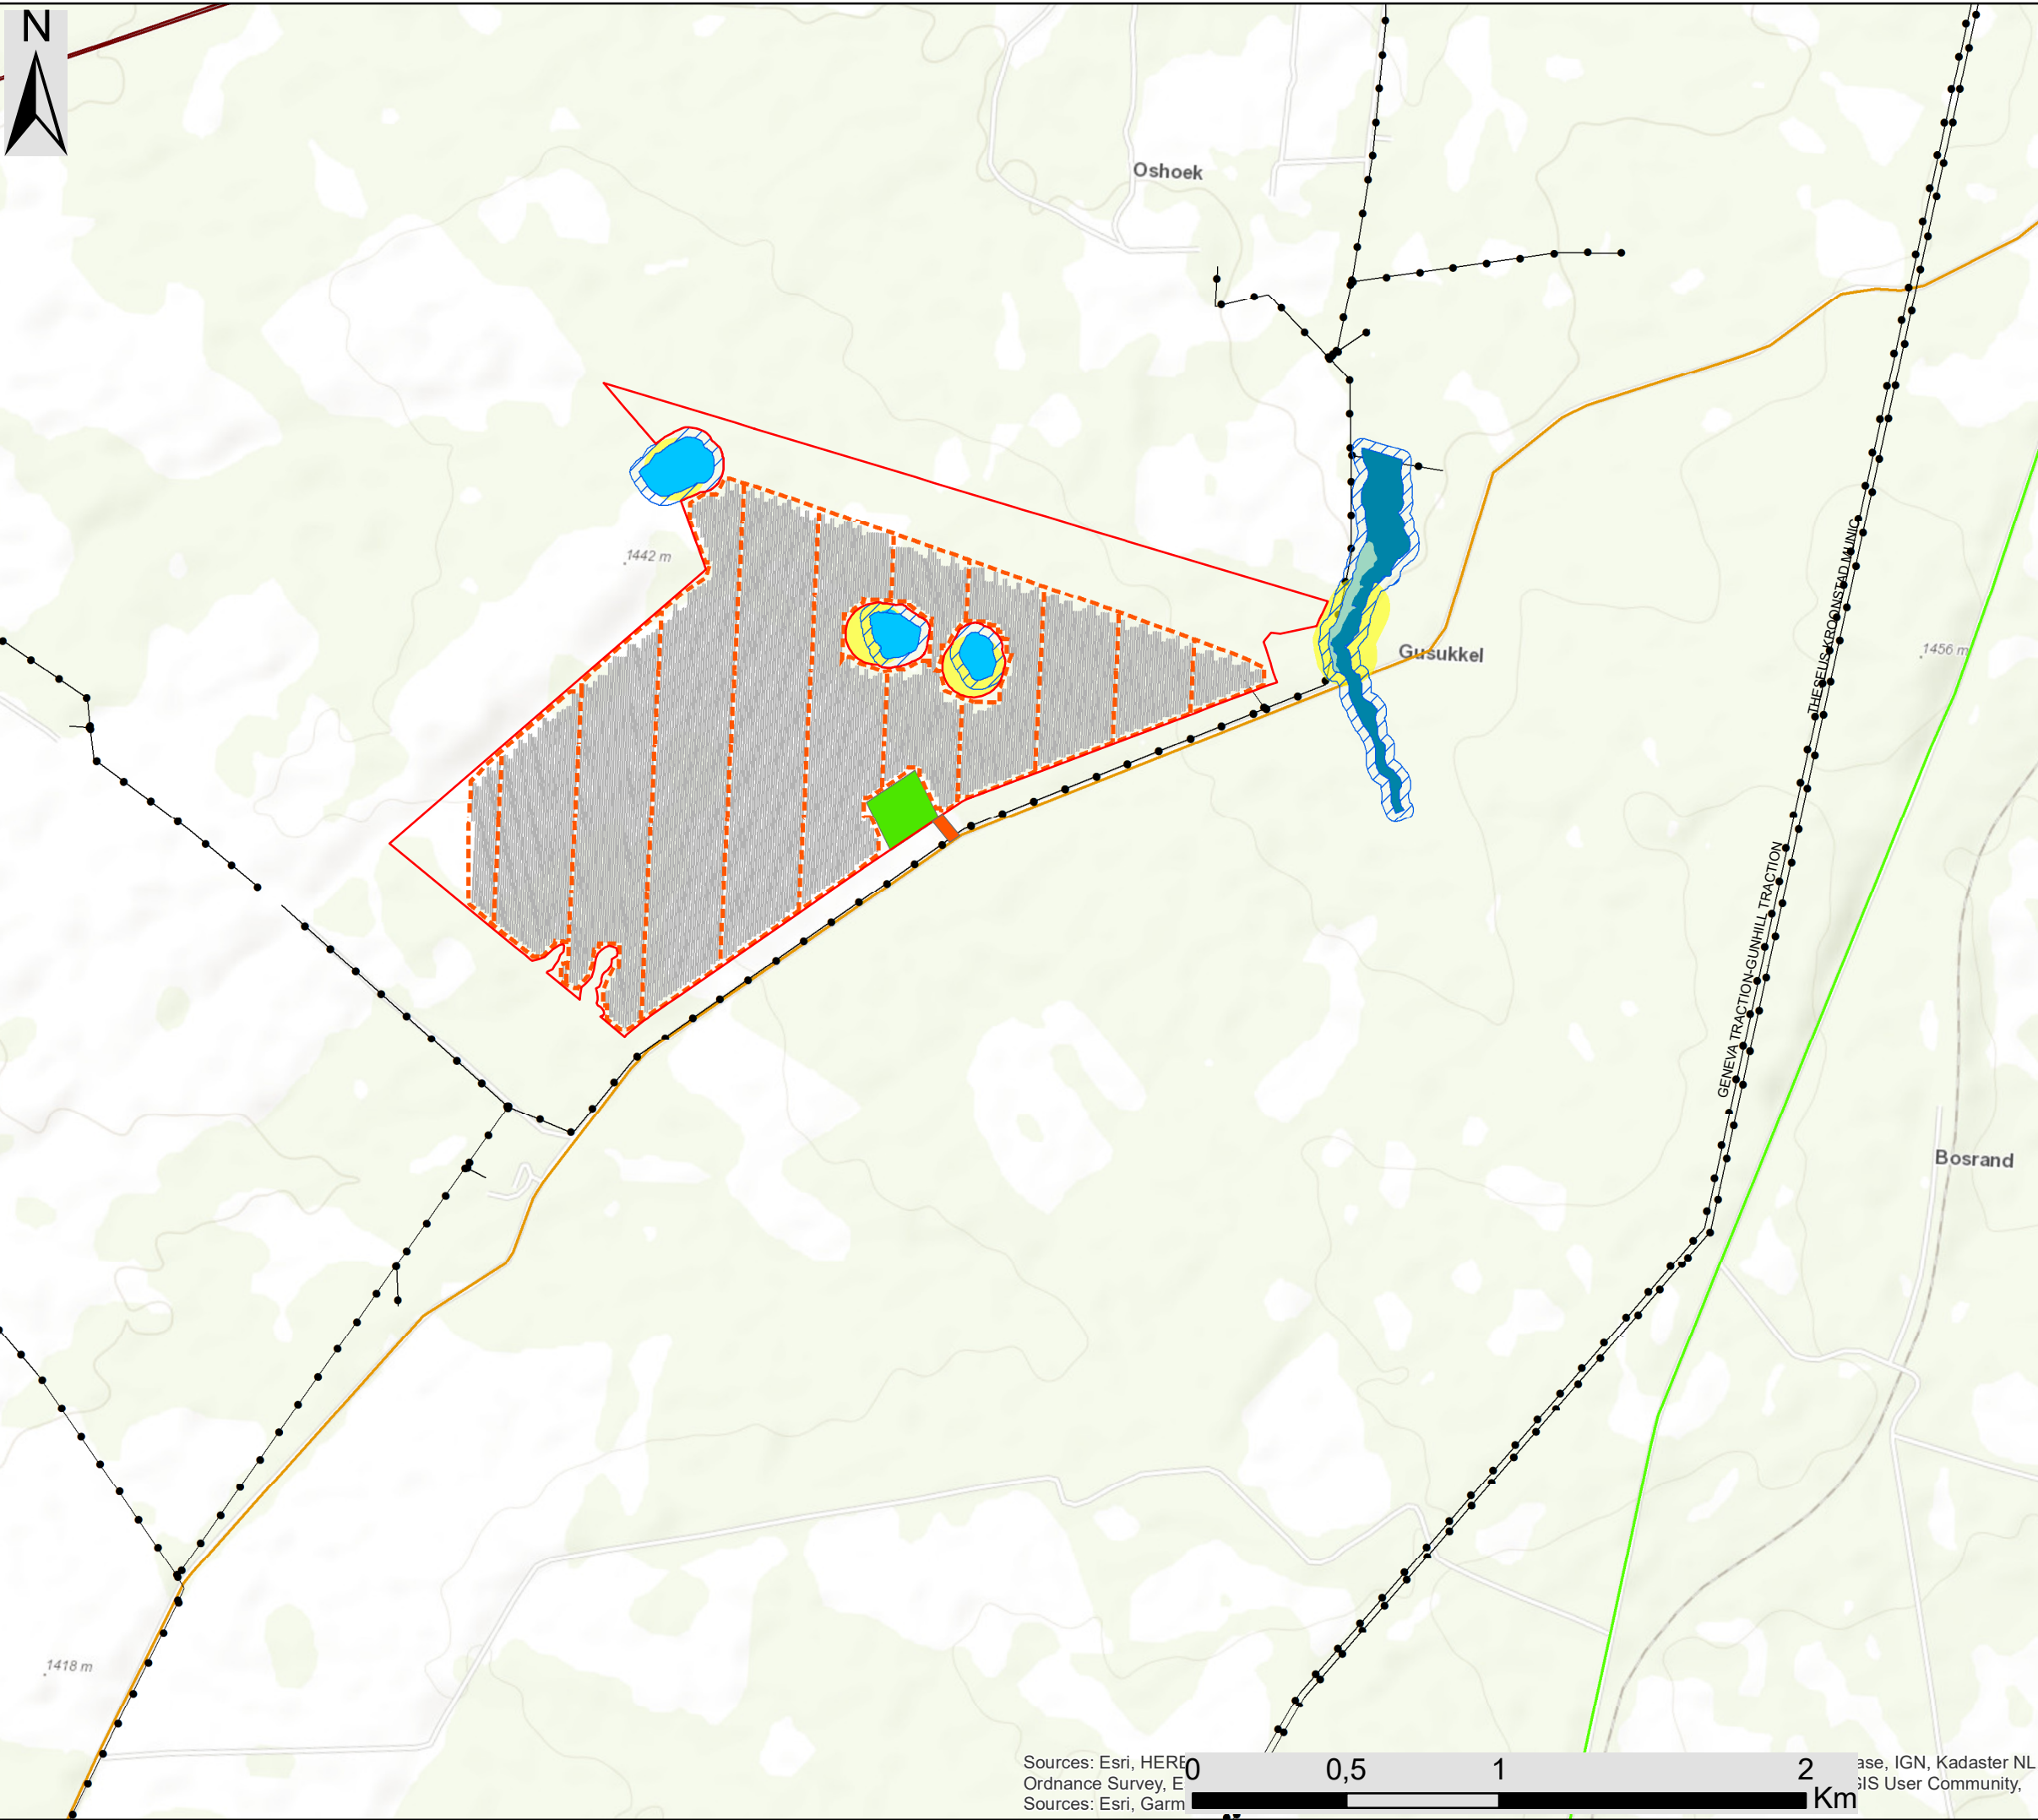 N
Oshoek
1442 m
Gusukkel
1456 m
THESEUS-KROONSTAD MUNIC
GENEVA TRACTION-GUNHILL TRACTION
Bosrand
1418 m
Sources: Esri, HERE
ase, IGN, Kadaster NL
Ordnance Survey, E
GIS User Community,
Sources: Esri, Garm
0 0,5 1 2
Km